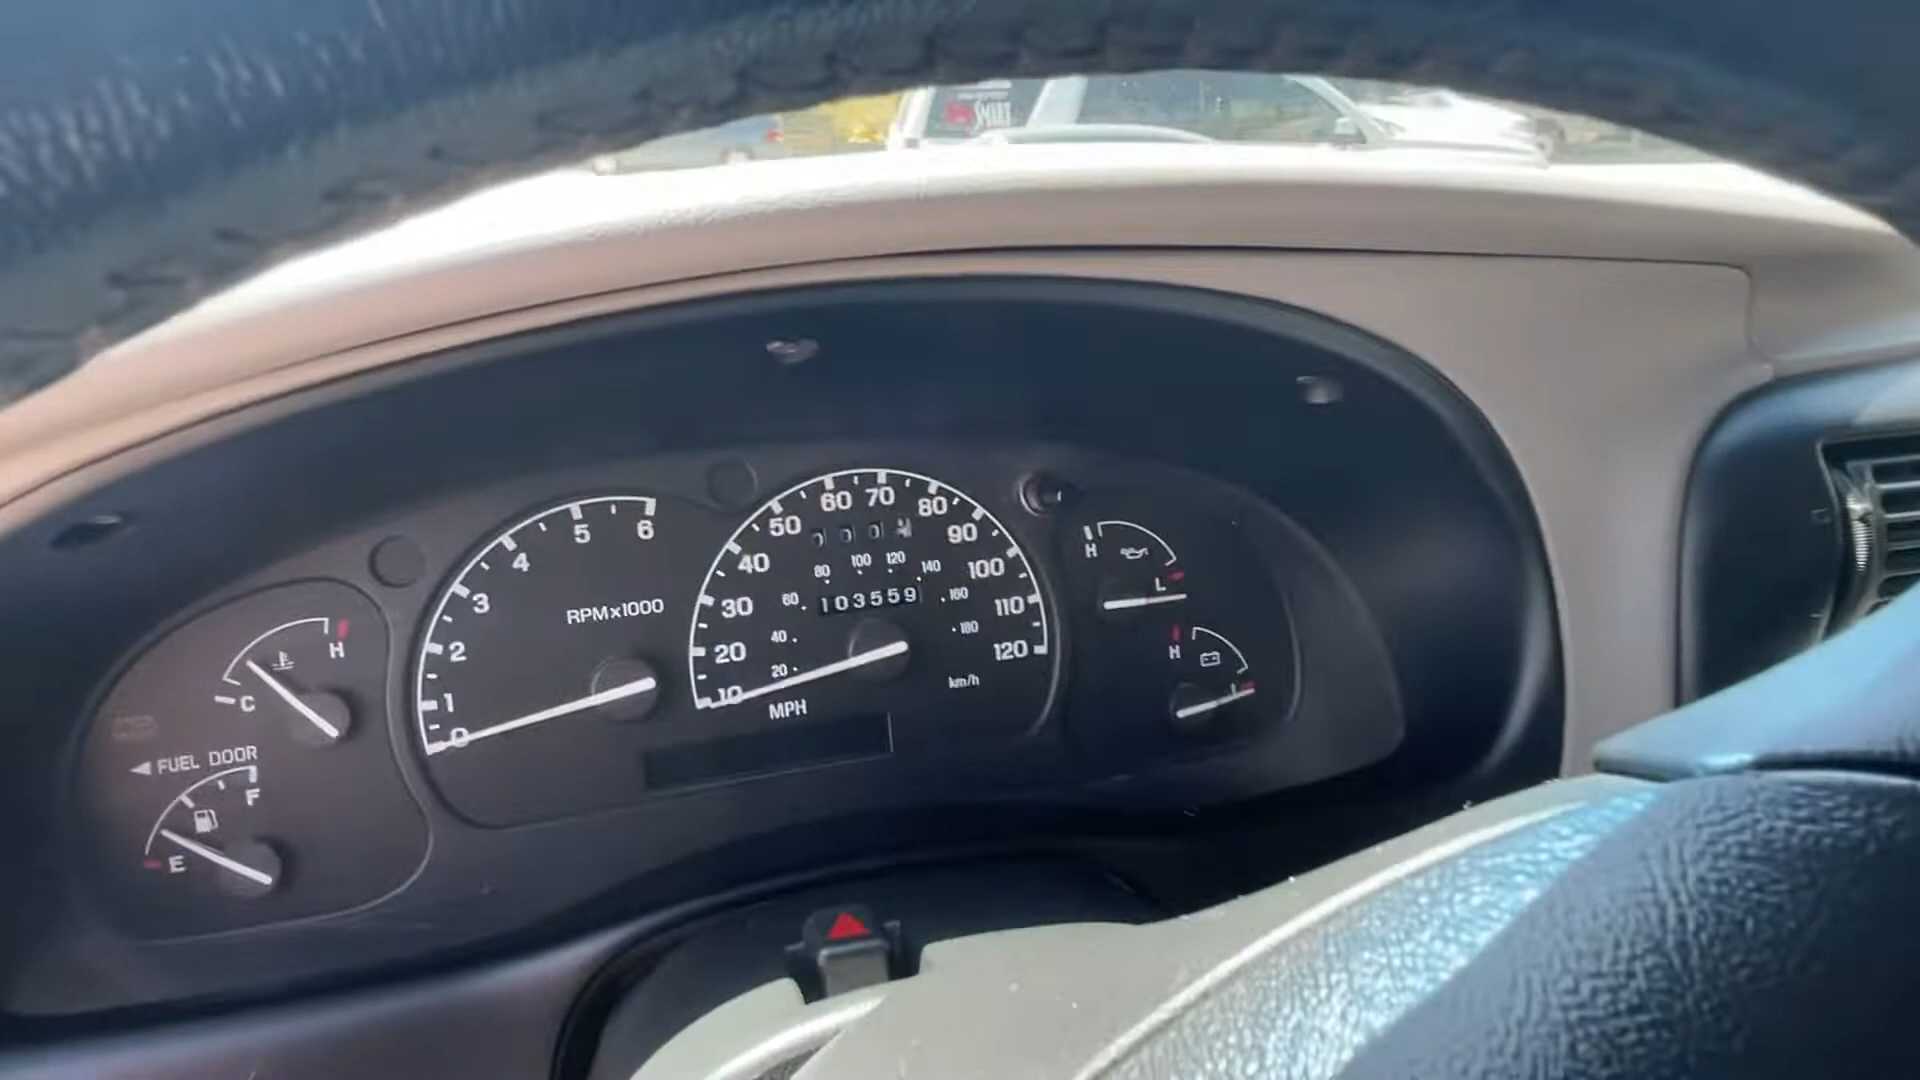 SMART
0 1 2 3 4 5 6
RPM x 1000
10 20 30 40 50 60 70 80 90 100 110 120
20 40 60 80 100 120 140 160 180
103559
MPH
km/h
H
C
◄ FUEL DOOR
F
E
H
L
H
L